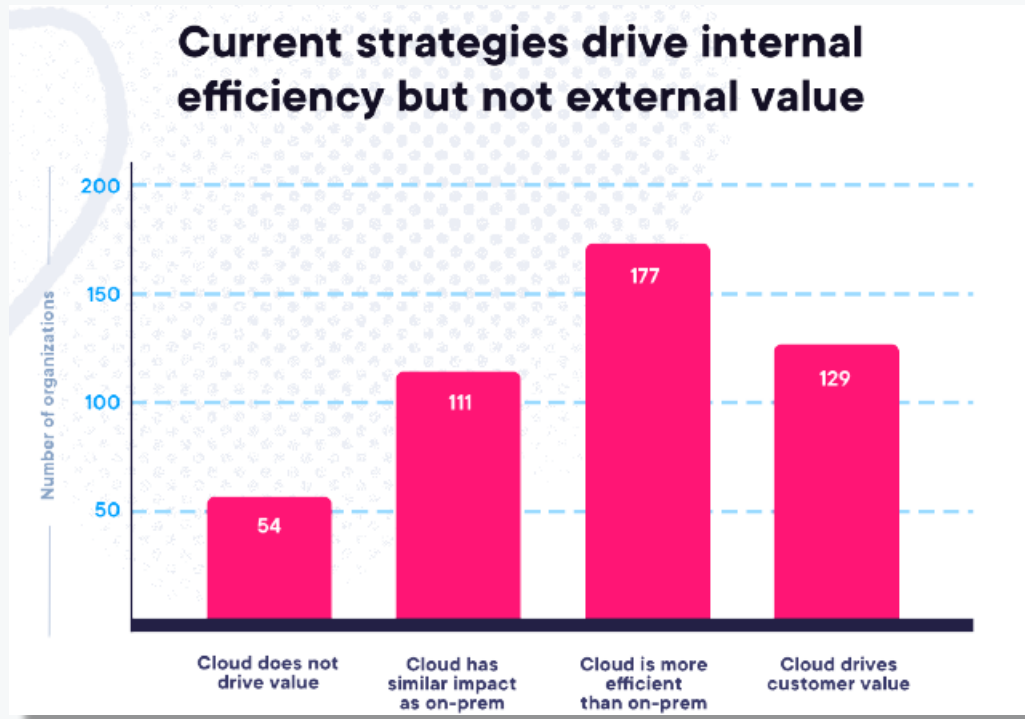 Current strategies drive internal
efficiency but not external value
Number of organizations
200
150
100
50
54
111
177
129
Cloud does not
drive value
Cloud has
similar impact
as on-prem
Cloud is more
efficient
than on-prem
Cloud drives
customer value